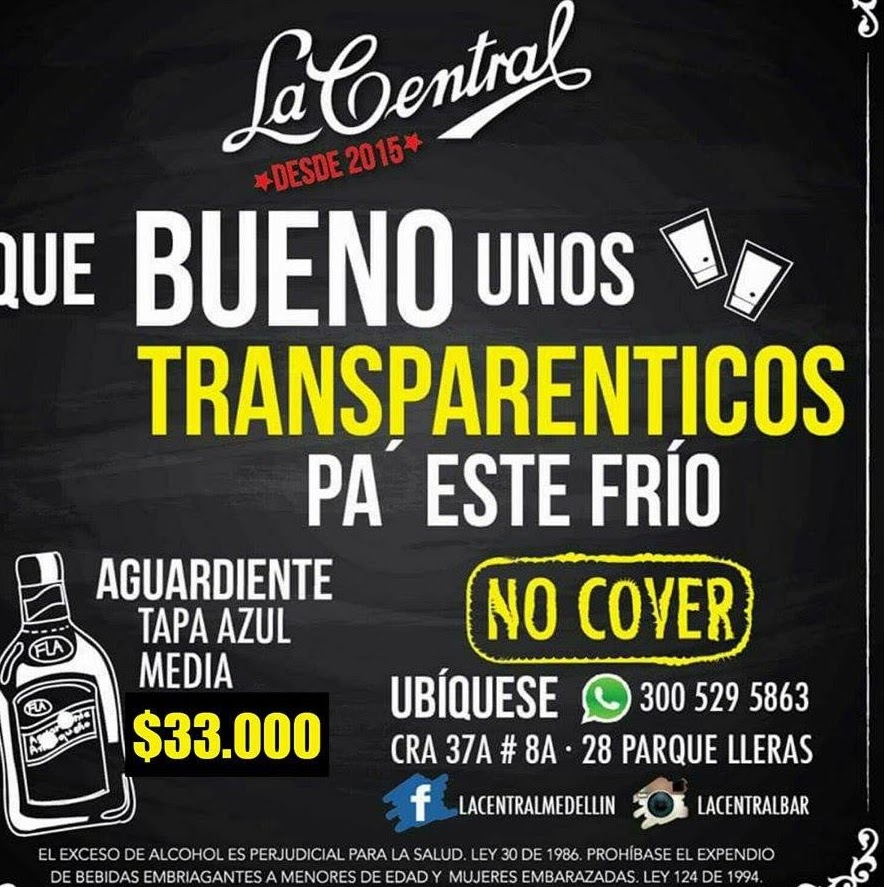 La Central
DESDE 2015
QUE BUENO UNOS
TRANSPARENTICOS
PA´ ESTE FRÍO
AGUARDIENTE
TAPA AZUL
MEDIA
$33.000
FLA
FLA
Aguardiente
Antioqueño
NO COVER
UBÍQUESE 300 529 5863
CRA 37A # 8A · 28 PARQUE LLERAS
f LACENTRALMEDELLIN LACENTRALBAR
EL EXCESO DE ALCOHOL ES PERJUDICIAL PARA LA SALUD. LEY 30 DE 1986. PROHÍBASE EL EXPENDIO
DE BEBIDAS EMBRIAGANTES A MENORES DE EDAD Y MUJERES EMBARAZADAS. LEY 124 DE 1994.